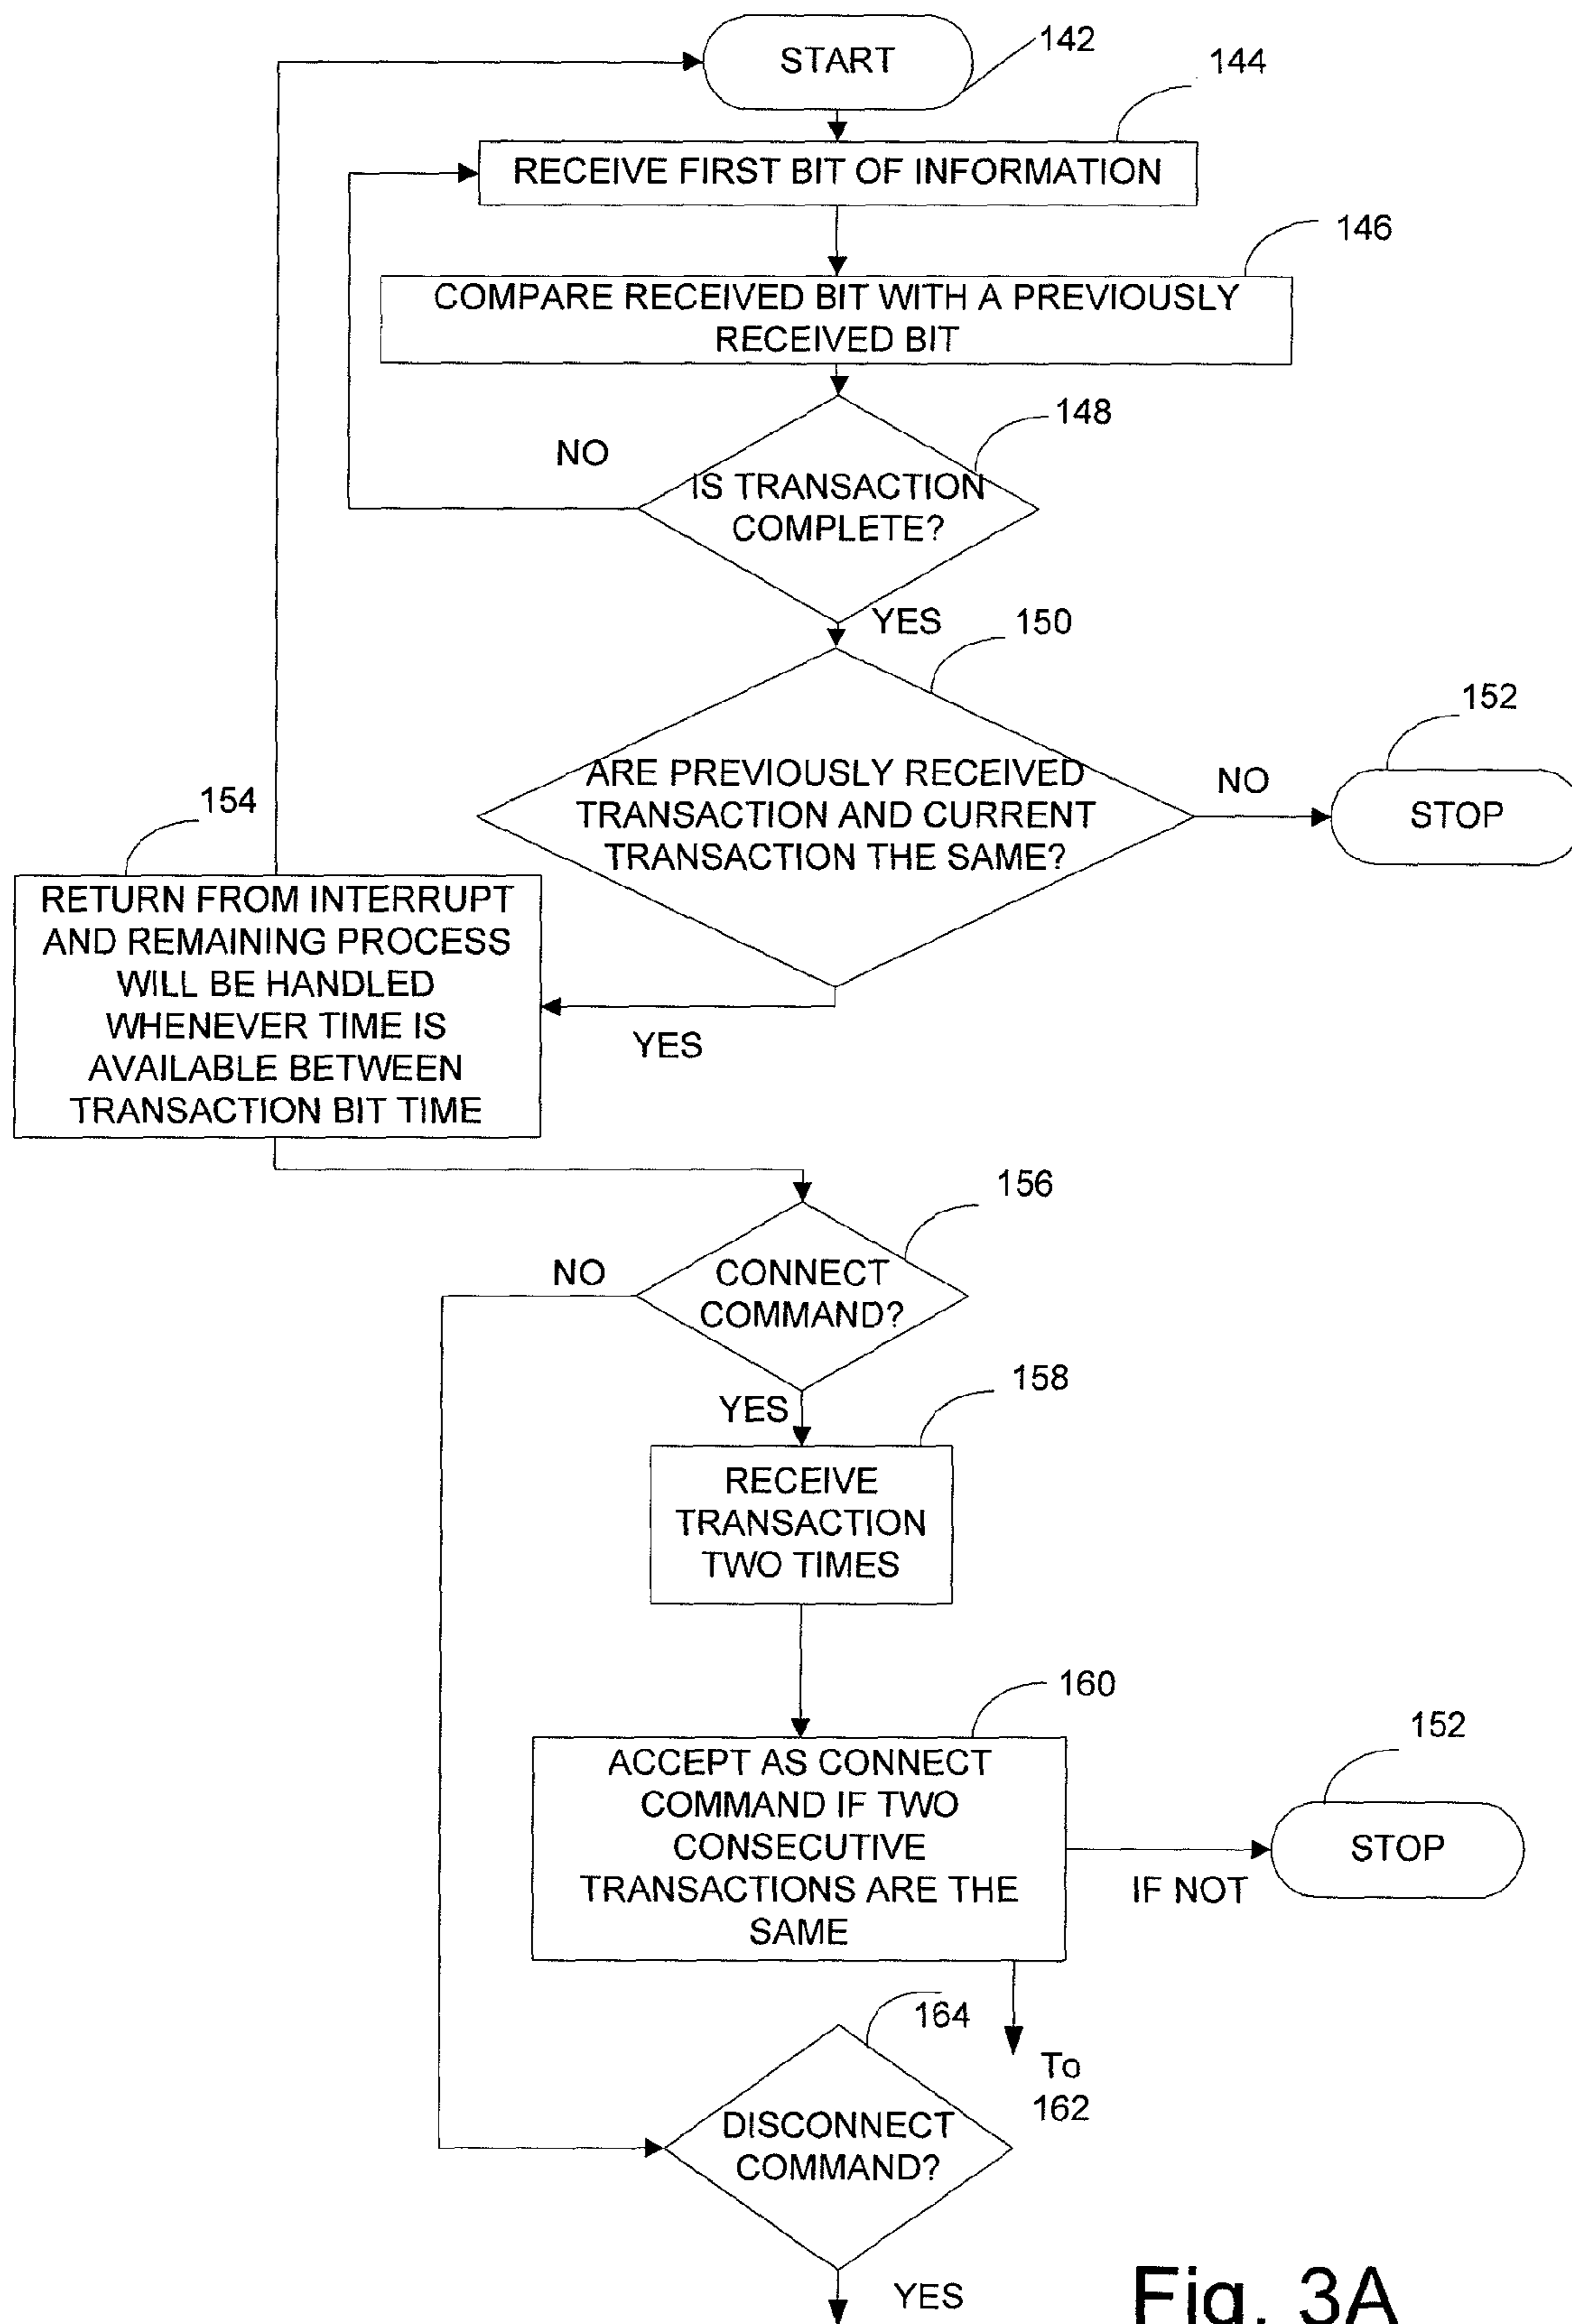 START
142
144
RECEIVE FIRST BIT OF INFORMATION
146
COMPARE RECEIVED BIT WITH A PREVIOUSLY
RECEIVED BIT
148
NO
IS TRANSACTION
COMPLETE?
YES
150
152
ARE PREVIOUSLY RECEIVED
TRANSACTION AND CURRENT
TRANSACTION THE SAME?
NO
STOP
154
RETURN FROM INTERRUPT
AND REMAINING PROCESS
WILL BE HANDLED
WHENEVER TIME IS
AVAILABLE BETWEEN
TRANSACTION BIT TIME
YES
156
NO
CONNECT
COMMAND?
YES
158
RECEIVE
TRANSACTION
TWO TIMES
160
ACCEPT AS CONNECT
COMMAND IF TWO
CONSECUTIVE
TRANSACTIONS ARE THE
SAME
152
STOP
IF NOT
164
To
162
DISCONNECT
COMMAND?
YES
Fig. 3A